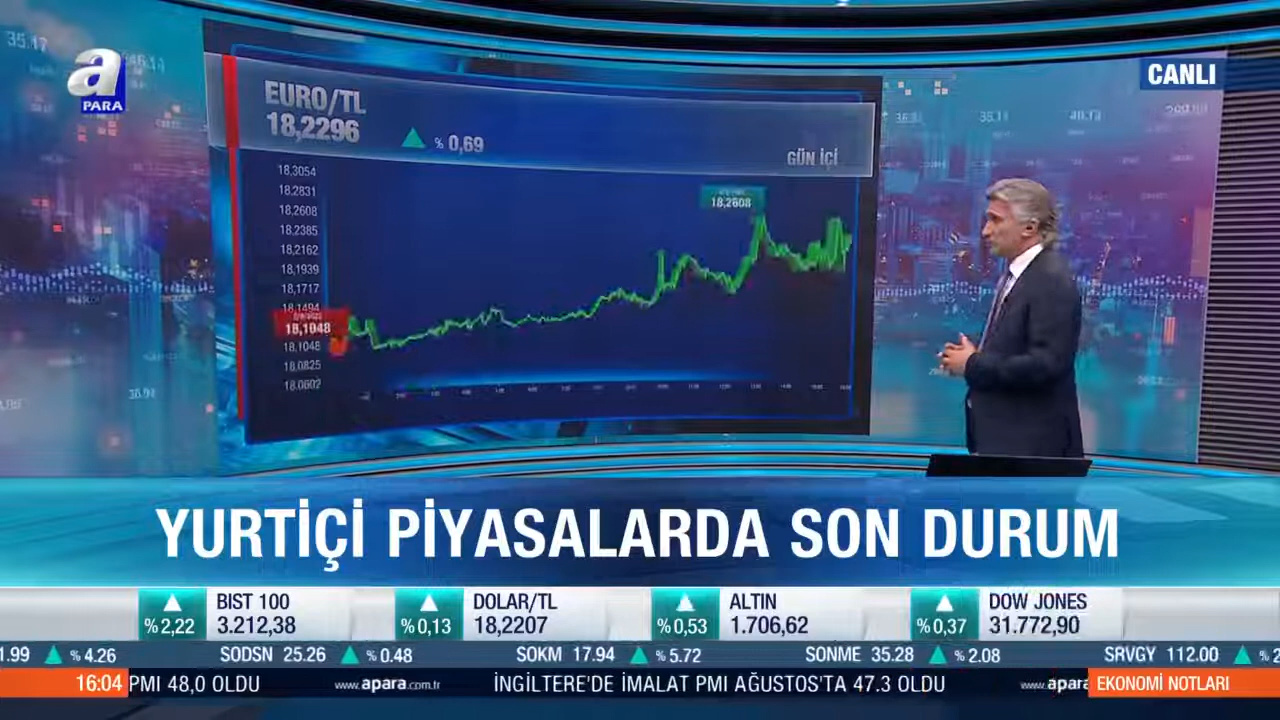 a
PARA
CANLI
35.17
EURO/TL
18,2296
% 0,69
GÜN İÇİ
18,3054
18,2831
18,2608
18,2385
18,2162
18,1939
18,1717
18,1494
18,1048
18,1048
18,0825
18,0602
18,2608
YURTİÇİ PİYASALARDA SON DURUM
%2,22 BIST 100 3.212,38
%0,13 DOLAR/TL 18,2207
%0,53 ALTIN 1.706,62
%0,37 DOW JONES 31.772,90
1.99 % 4.26 SODSN 25.26 % 0.48 SOKM 17.94 % 5.72 SONME 35.28 % 2.08 SRVGY 112.00
16:04 PMI 48,0 OLDU www.apara.com.tr İNGİLTERE'DE İMALAT PMI AĞUSTOS'TA 47.3 OLDU www.apara EKONOMİ NOTLARI